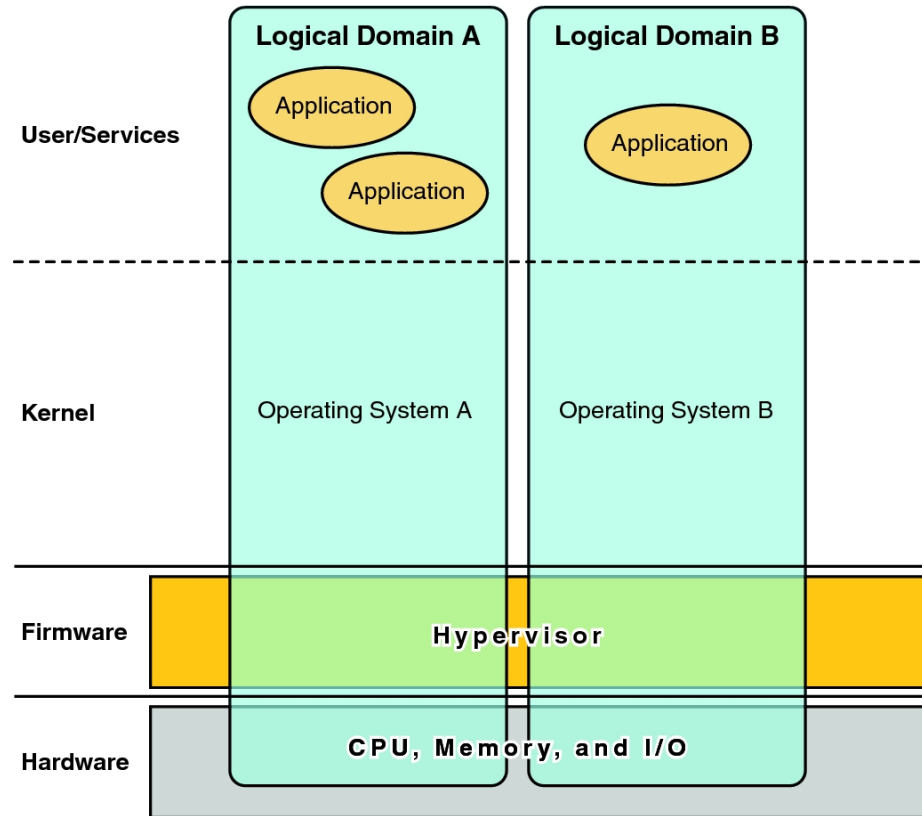 Logical Domain A
Logical Domain B
User/Services
Application
Application
Application
Kernel
Operating System A
Operating System B
Firmware
Hypervisor
Hardware
CPU, Memory, and I/O